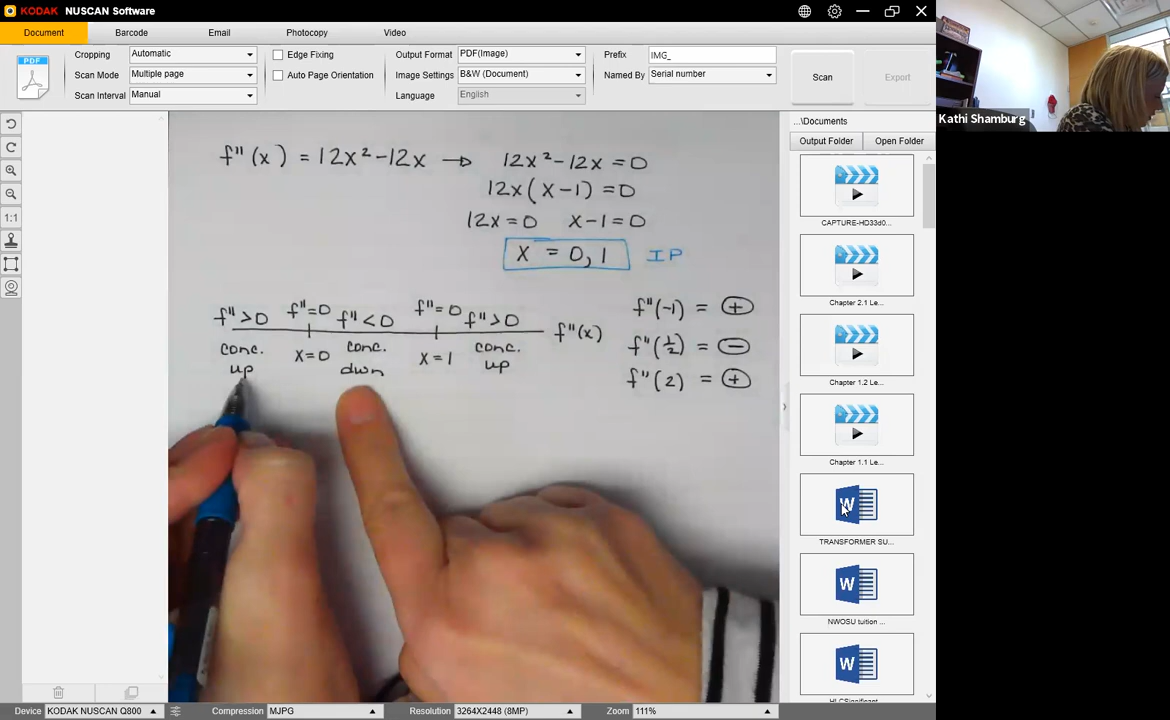 KODAK NUSCAN Software
Document
Barcode
Email
Photocopy
Video
PDF
Cropping Automatic
Scan Mode Multiple page
Scan Interval Manual
Edge Fixing
Auto Page Orientation
Output Format PDF(Image)
Image Settings B&W (Document)
Language English
Prefix IMG_
Named By Serial number
Scan
Export
Kathi Shamburg
...\Documents
Output Folder
Open Folder
1:1
f"(x) = 12x² - 12x → 12x² - 12x = 0
12x(x - 1) = 0
12x = 0 x - 1 = 0
x = 0, 1 IP
f" > 0 f" = 0 f" < 0 f" = 0 f" > 0 f"(x)
conc. up x = 0 conc. dwn x = 1 conc. up
f"(-1) = +
f"(1/2) = -
f"(2) = +
CAPTURE-HD33d0...
Chapter 2.1 Le...
Chapter 1.2 Le...
Chapter 1.1 Le...
W
TRANSFORMER SU...
W
NWOSU tuition ...
W
HLCSignificant
Device KODAK NUSCAN Q800
Compression MJPG
Resolution 3264X2448 (8MP)
Zoom 111%